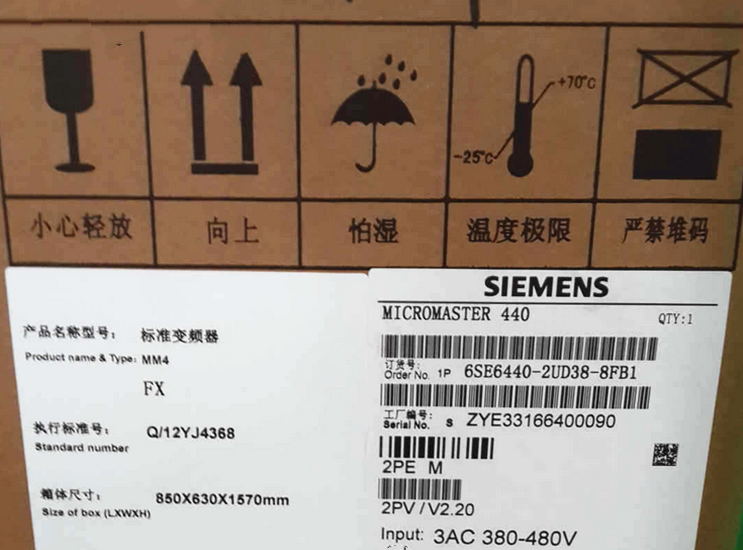 +70°C
-25°C
小心轻放
向上
怕湿
温度极限
严禁堆码
SIEMENS
MICROMASTER 440
QTY:1
产品名称型号: 标准变频器
Product name & Type: MM4
FX
订货号:
Order No. 1P 6SE6440-2UD38-8FB1
执行标准号: Q/12YJ4368
Standard number
工厂编号:
Serial No. S ZYE33166400090
2PE M
箱体尺寸: 850X630X1570mm
Size of box (LXWXH)
2PV / V2.20
Input: 3AC 380-480V